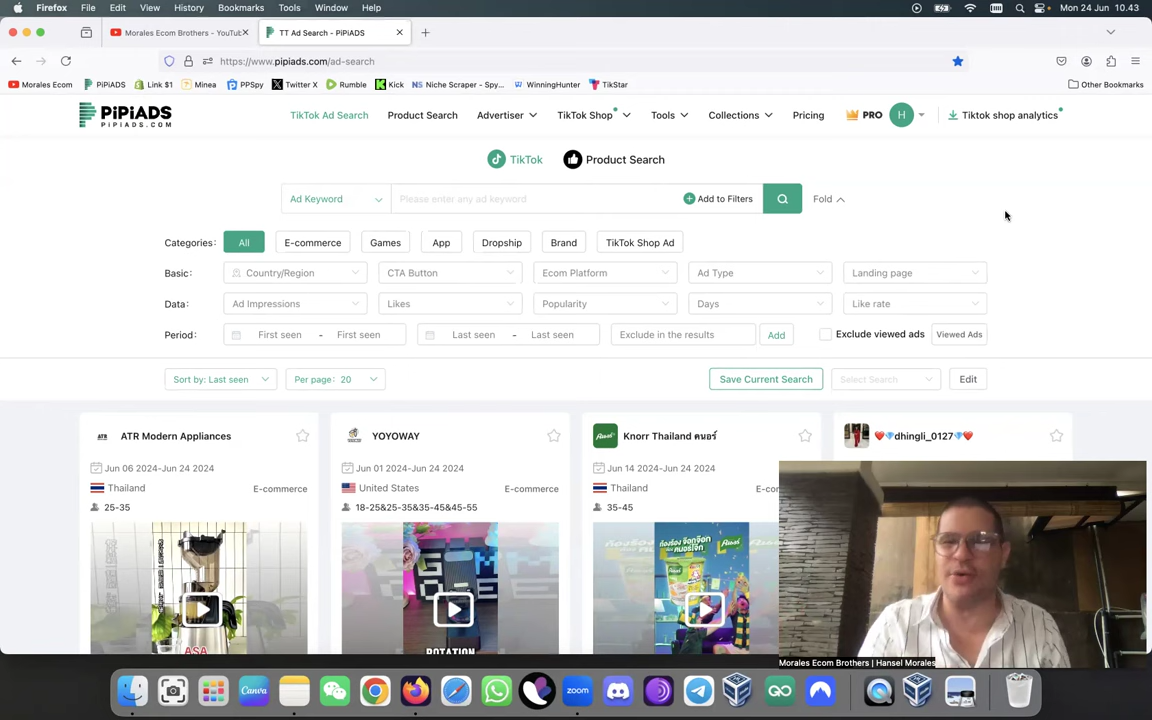 Firefox File Edit View History Bookmarks Tools Window Help Mon 24 Jun 10.43
Morales Ecom Brothers - YouTub TT Ad Search - PiPiADS
https://www.pipiads.com/ad-search
Morales Ecom PiPiADS Link $1 Minea PPSpy Twitter X Rumble Kick Niche Scraper - Spy... WinningHunter TikStar Other Bookmarks
PiPiADS
PIPIADS.COM
TikTok Ad Search Product Search Advertiser TikTok Shop Tools Collections Pricing PRO H Tiktok shop analytics
TikTok Product Search
Ad Keyword Please enter any ad keyword Add to Filters Fold
Categories: All E-commerce Games App Dropship Brand TikTok Shop Ad
Basic: Country/Region CTA Button Ecom Platform Ad Type Landing page
Data: Ad Impressions Likes Popularity Days Like rate
Period: First seen - First seen Last seen - Last seen Exclude in the results Add Exclude viewed ads Viewed Ads
Sort by: Last seen Per page: 20 Save Current Search Select Search Edit
ATR Modern Appliances YOYOWAY Knorr Thailand คนอร์ ❤️💎dhingli_0127💎❤️
Jun 06 2024-Jun 24 2024 Jun 01 2024-Jun 24 2024 Jun 14 2024-Jun 24 2024
Thailand E-commerce United States E-commerce Thailand E-co
25-35 18-25&25-35&35-45&45-55 35-45
ASA
ROTATION
Morales Ecom Brothers | Hansel Morales
Canva
zoom
GO